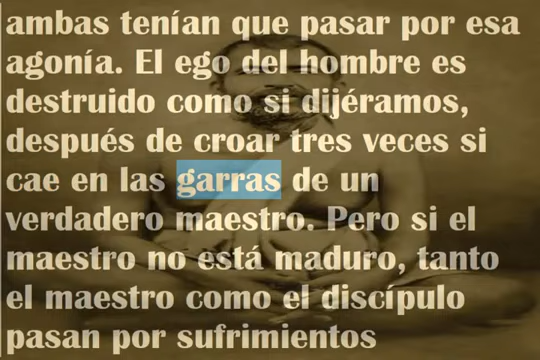 ambas tenían que pasar por esa
agonía. El ego del hombre es
destruido como si dijéramos,
después de croar tres veces si
cae en las garras de un
verdadero maestro. Pero si el
maestro no está maduro, tanto
el maestro como el discípulo
pasan por sufrimientos